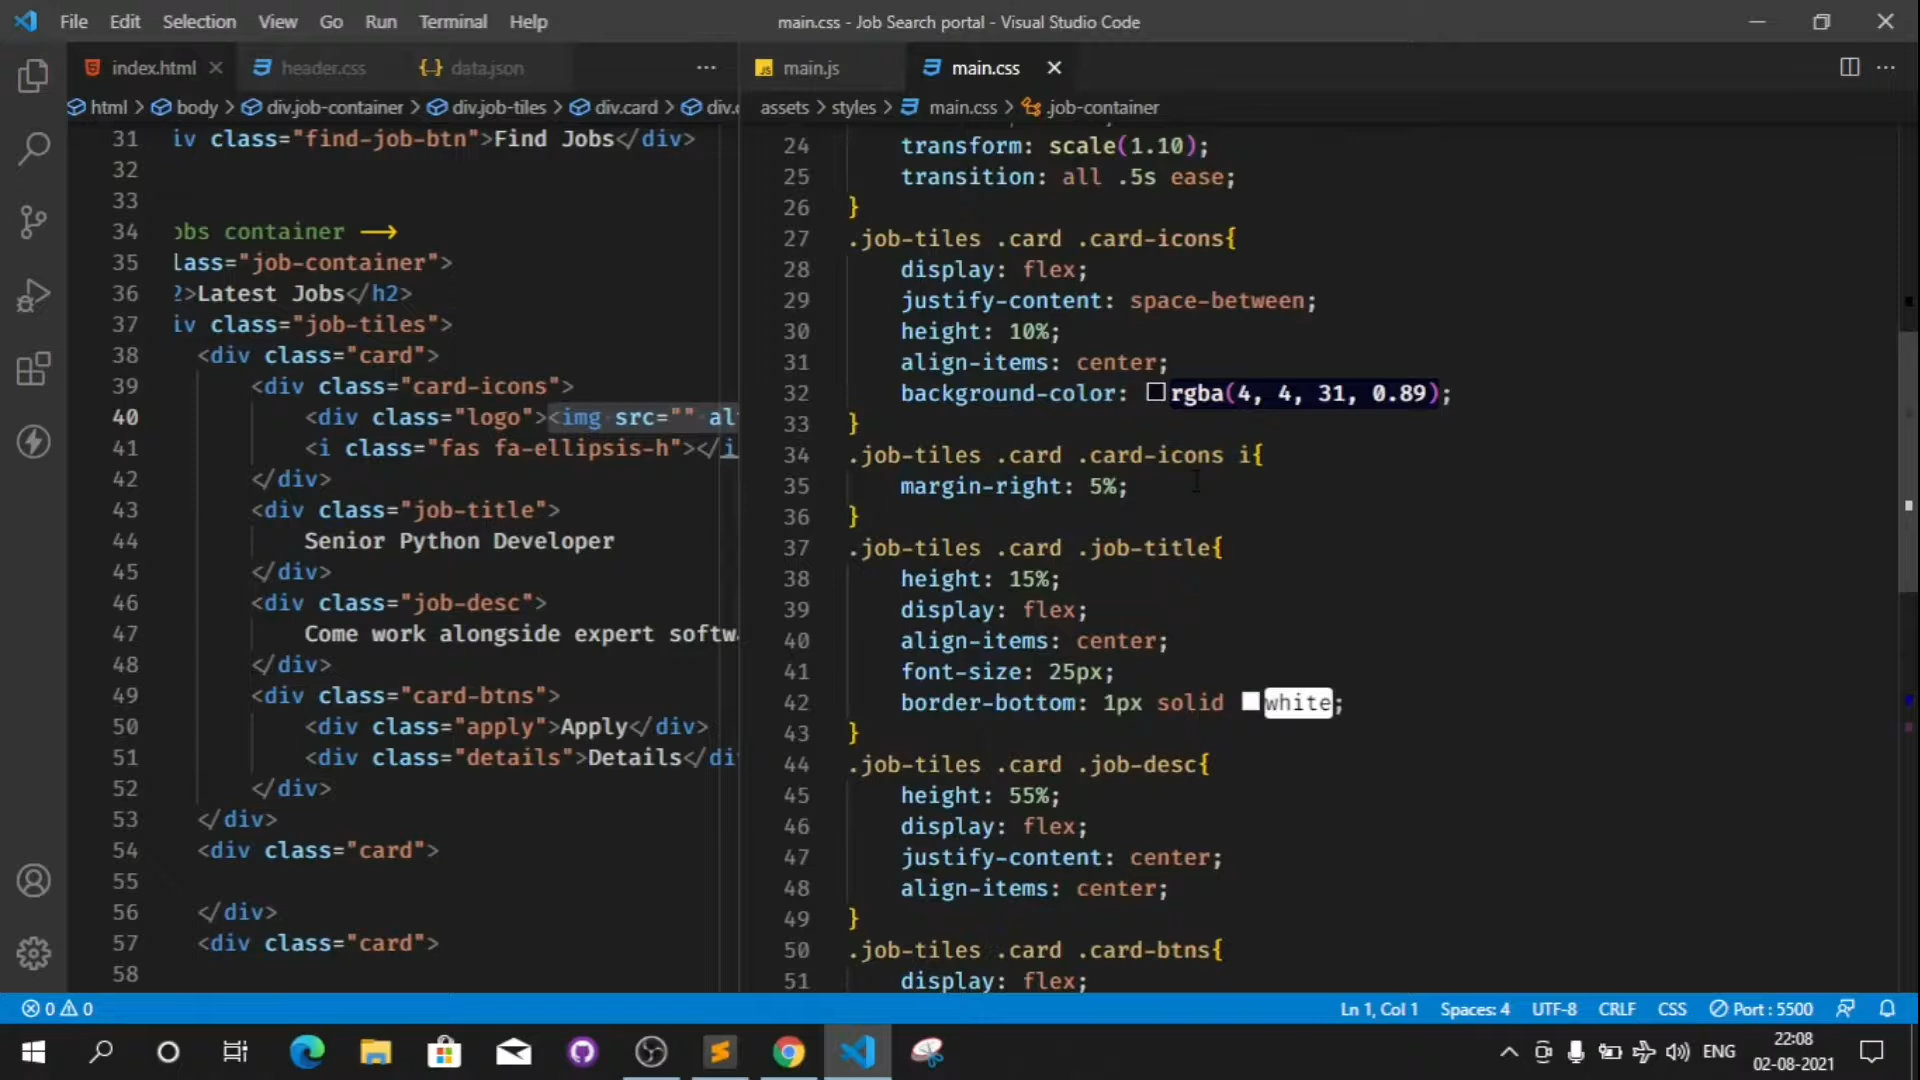 File Edit Selection View Go Run Terminal Help
main.css - Job Search portal - Visual Studio Code
index.html header.css data.json
html > body > div.job-container > div.job-tiles > div.card > div.
31 iv class="find-job-btn">Find Jobs</div>
32
33
34 obs container -->
35 lass="job-container">
36 2>Latest Jobs</h2>
37 iv class="job-tiles">
38 <div class="card">
39 <div class="card-icons">
40 <div class="logo"><img src="" al
41 <i class="fas fa-ellipsis-h"></i
42 </div>
43 <div class="job-title">
44 Senior Python Developer
45 </div>
46 <div class="job-desc">
47 Come work alongside expert softw
48 </div>
49 <div class="card-btns">
50 <div class="apply">Apply</div>
51 <div class="details">Details</di
52 </div>
53 </div>
54 <div class="card">
55
56 </div>
57 <div class="card">
58
JS main.js main.css
assets > styles > main.css > .job-container
24 transform: scale(1.10);
25 transition: all .5s ease;
26 }
27 .job-tiles .card .card-icons{
28 display: flex;
29 justify-content: space-between;
30 height: 10%;
31 align-items: center;
32 background-color: rgba(4, 4, 31, 0.89);
33 }
34 .job-tiles .card .card-icons i{
35 margin-right: 5%;
36 }
37 .job-tiles .card .job-title{
38 height: 15%;
39 display: flex;
40 align-items: center;
41 font-size: 25px;
42 border-bottom: 1px solid white;
43 }
44 .job-tiles .card .job-desc{
45 height: 55%;
46 display: flex;
47 justify-content: center;
48 align-items: center;
49 }
50 .job-tiles .card .card-btns{
51 display: flex;
0 0 Ln 1, Col 1 Spaces: 4 UTF-8 CRLF CSS Port : 5500
ENG 22:08
02-08-2021